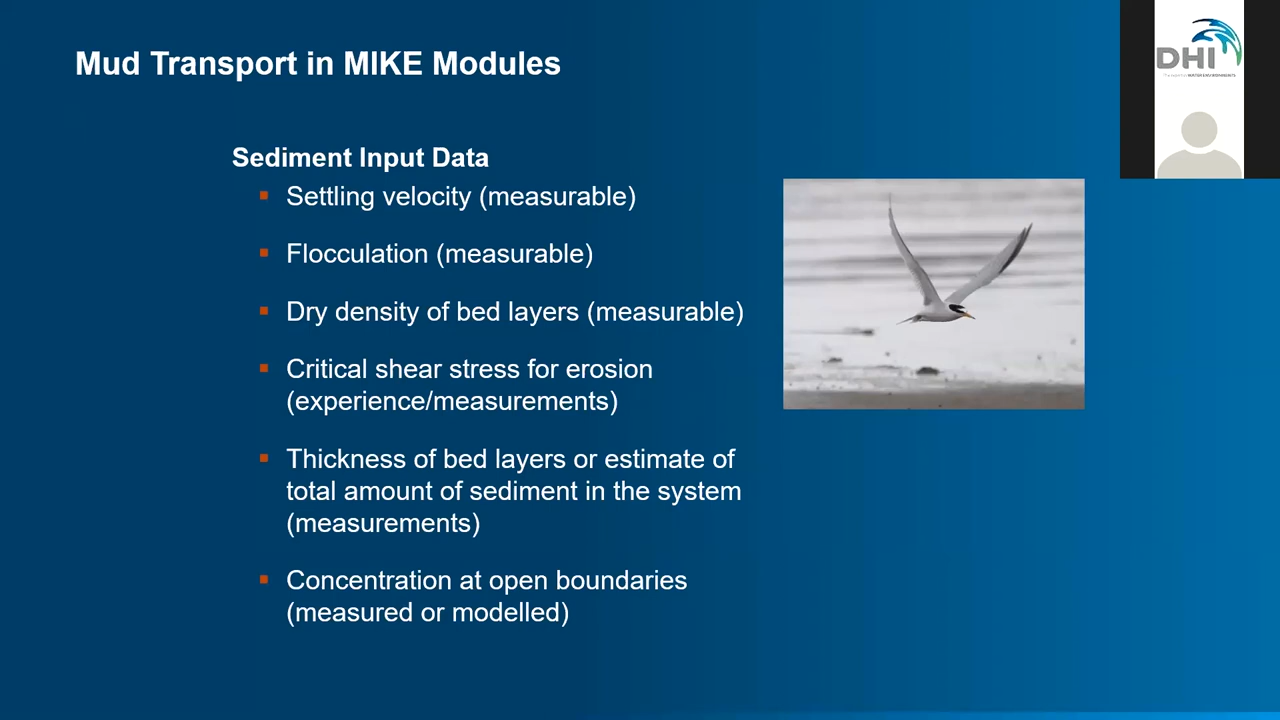 Mud Transport in MIKE Modules
DHI
Sediment Input Data
Settling velocity (measurable)
Flocculation (measurable)
Dry density of bed layers (measurable)
Critical shear stress for erosion
(experience/measurements)
Thickness of bed layers or estimate of
total amount of sediment in the system
(measurements)
Concentration at open boundaries
(measured or modelled)